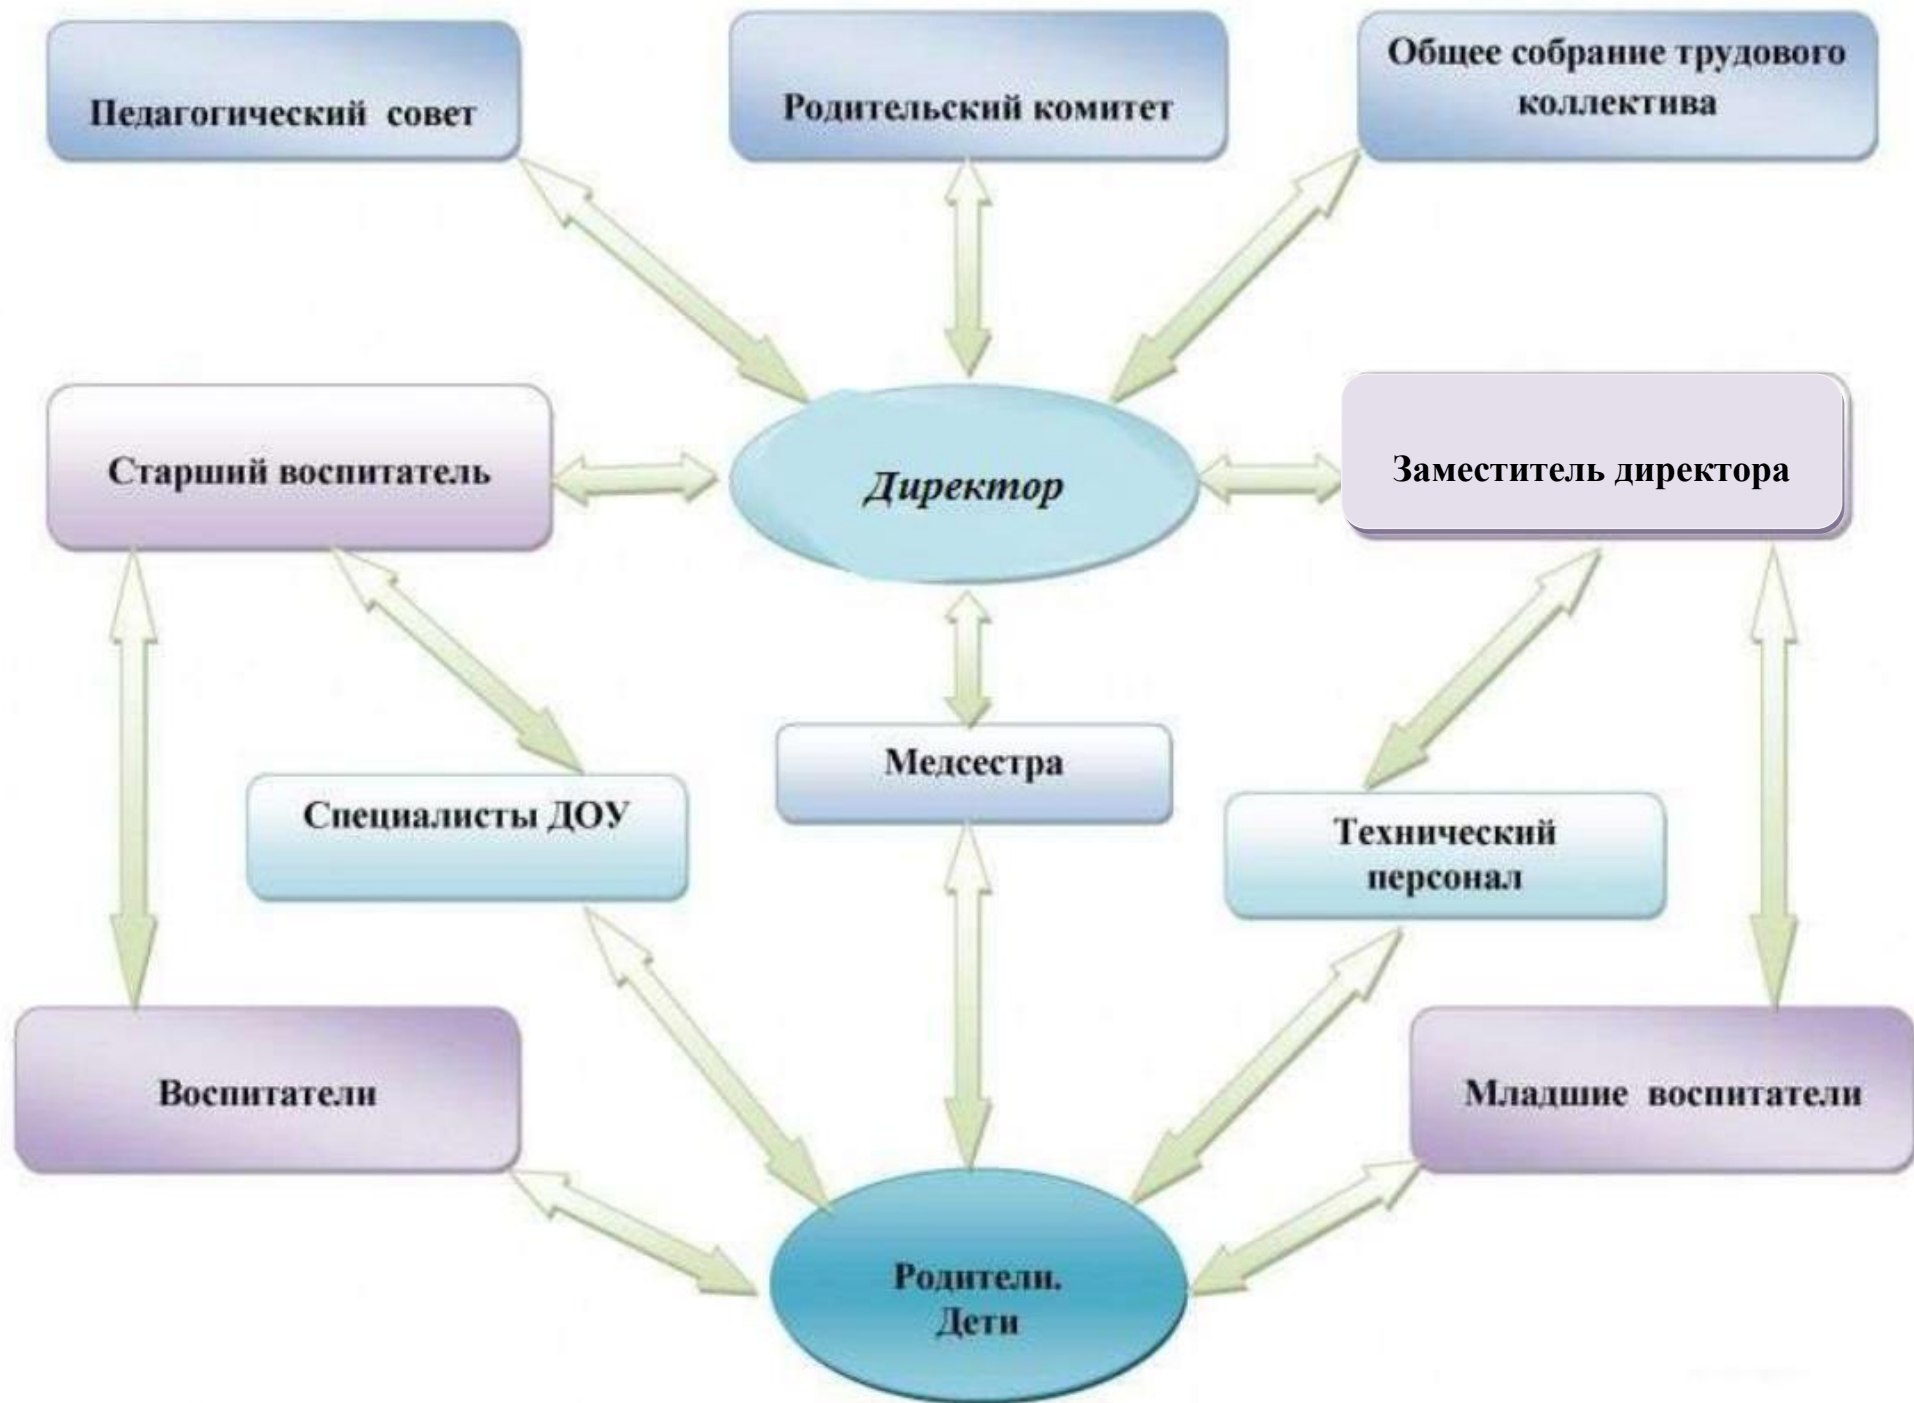 Педагогический совет
Родительский комитет
Общее собрание трудового
коллектива
Старший воспитатель
Директор
Заместитель директора
Специалисты ДОУ
Медсестра
Технический
персонал
Воспитатели
Младшие воспитатели
Родители.
Дети